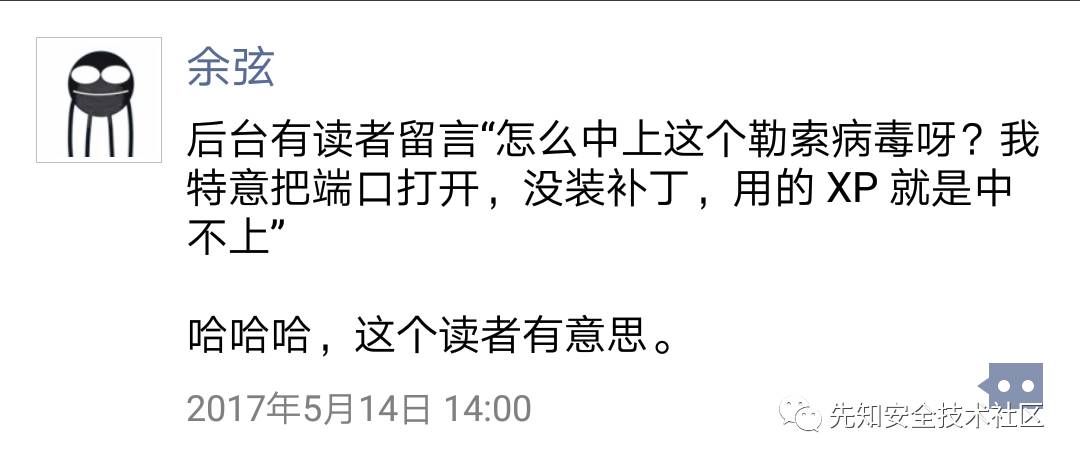 余弦
后台有读者留言“怎么中上这个勒索病毒呀？我
特意把端口打开，没装补丁，用的 XP 就是中
不上”
哈哈哈，这个读者有意思。
2017年5月14日 14:00
先知安全技术社区